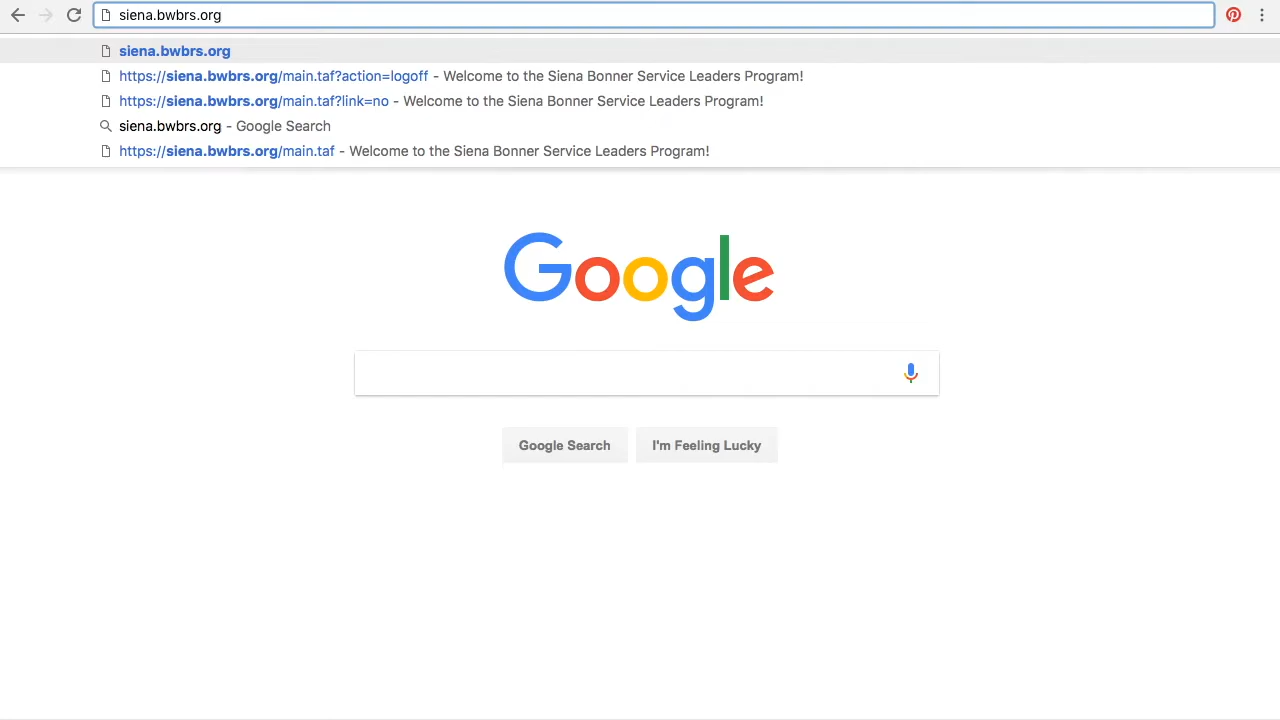 siena.bwbrs.org
siena.bwbrs.org
https://siena.bwbrs.org/main.taf?action=logoff - Welcome to the Siena Bonner Service Leaders Program!
https://siena.bwbrs.org/main.taf?link=no - Welcome to the Siena Bonner Service Leaders Program!
siena.bwbrs.org - Google Search
https://siena.bwbrs.org/main.taf - Welcome to the Siena Bonner Service Leaders Program!
Google
Google Search I'm Feeling Lucky